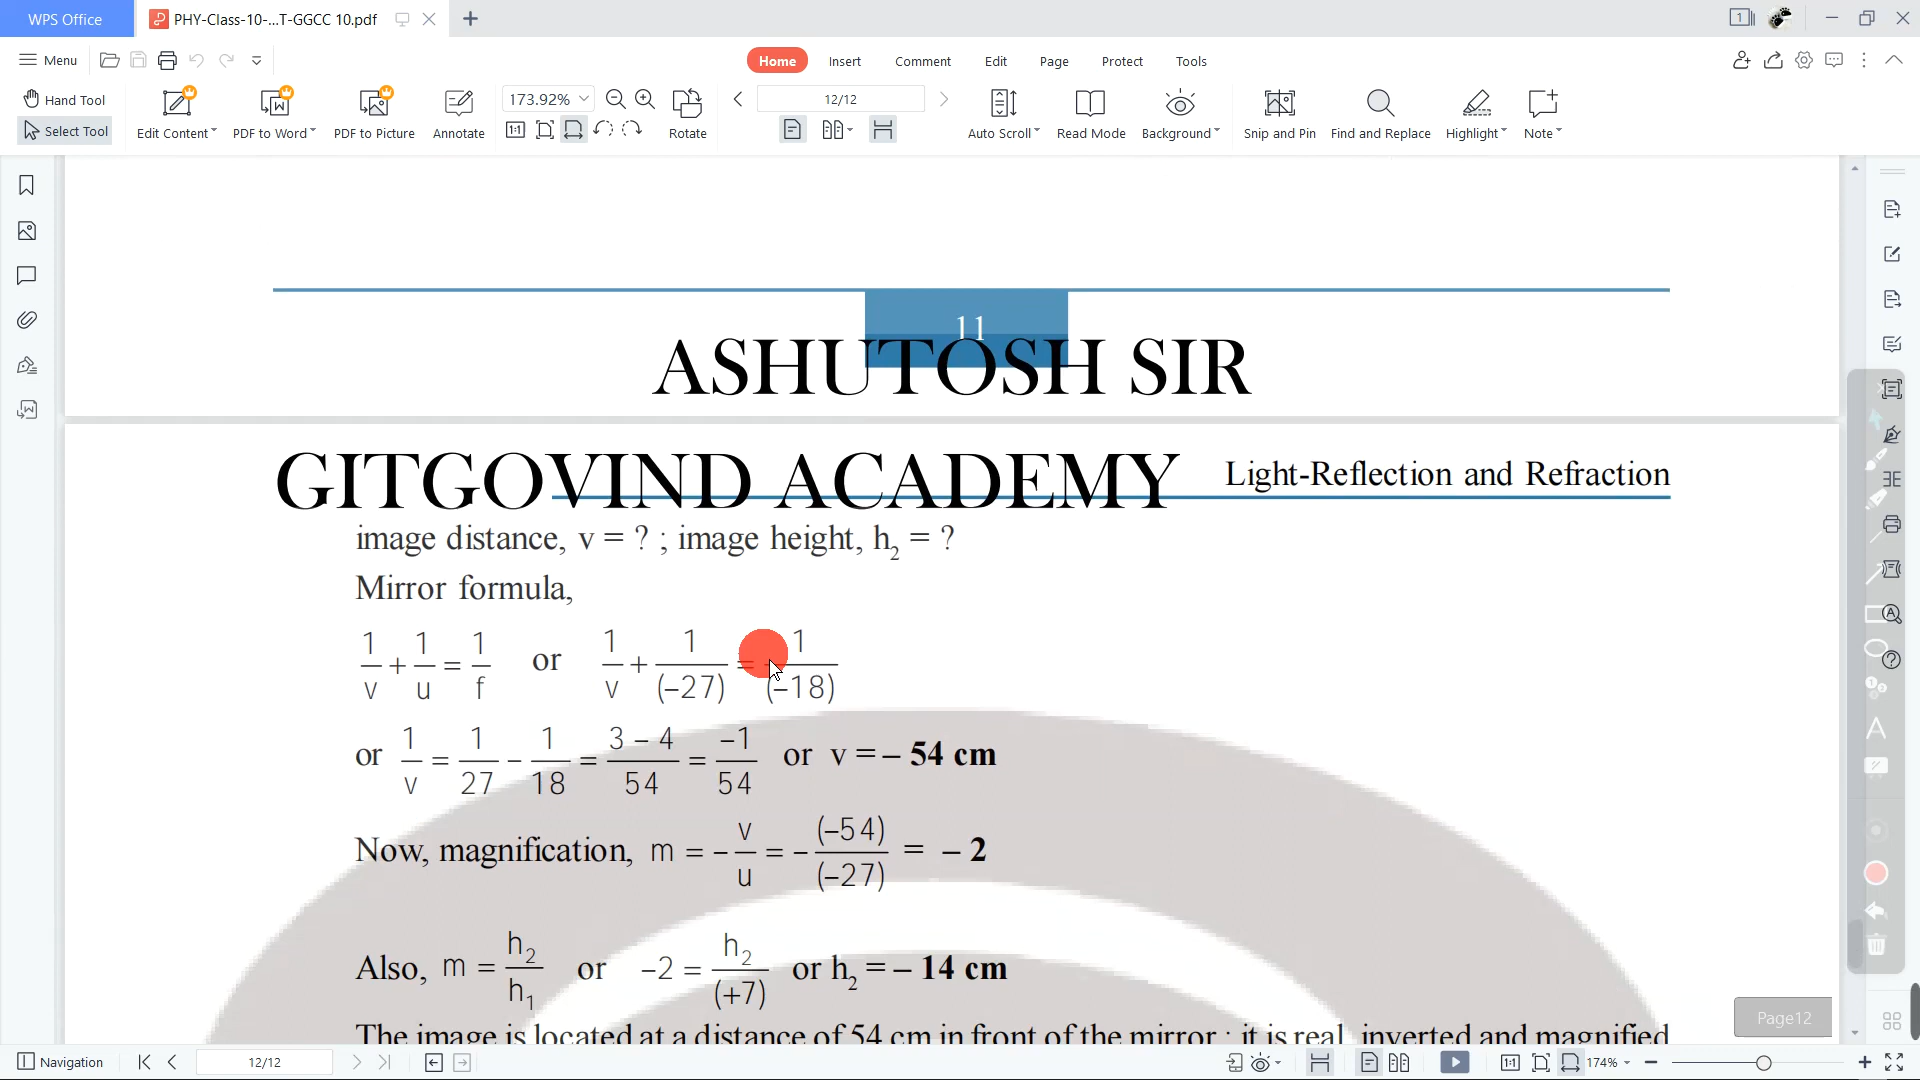 WPS Office
PHY-Class-10-...T-GGCC 10.pdf
1
Menu
Home
Insert
Comment
Edit
Page
Protect
Tools
Hand Tool
Select Tool
Edit Content
PDF to Word
PDF to Picture
Annotate
173.92%
1:1
Rotate
12/12
Auto Scroll
Read Mode
Background
Snip and Pin
Find and Replace
Highlight
Note
11
ASHUTOSH SIR
GITGOVIND ACADEMY Light-Reflection and Refraction
image distance, v = ? ; image height, h₂ = ?
Mirror formula,
1/v + 1/u = 1/f or 1/v + 1/(–27) = 1/(–18)
or 1/v = 1/27 – 1/18 = 3 – 4/54 = –1/54 or v = – 54 cm
Now, magnification, m = – v/u = – (–54)/(–27) = – 2
Also, m = h₂/h₁ or –2 = h₂/(+7) or h₂ = – 14 cm
The image is located at a distance of 54 cm in front of the mirror ; it is real, inverted and magnified
Page12
Navigation
12/12
1:1
174%